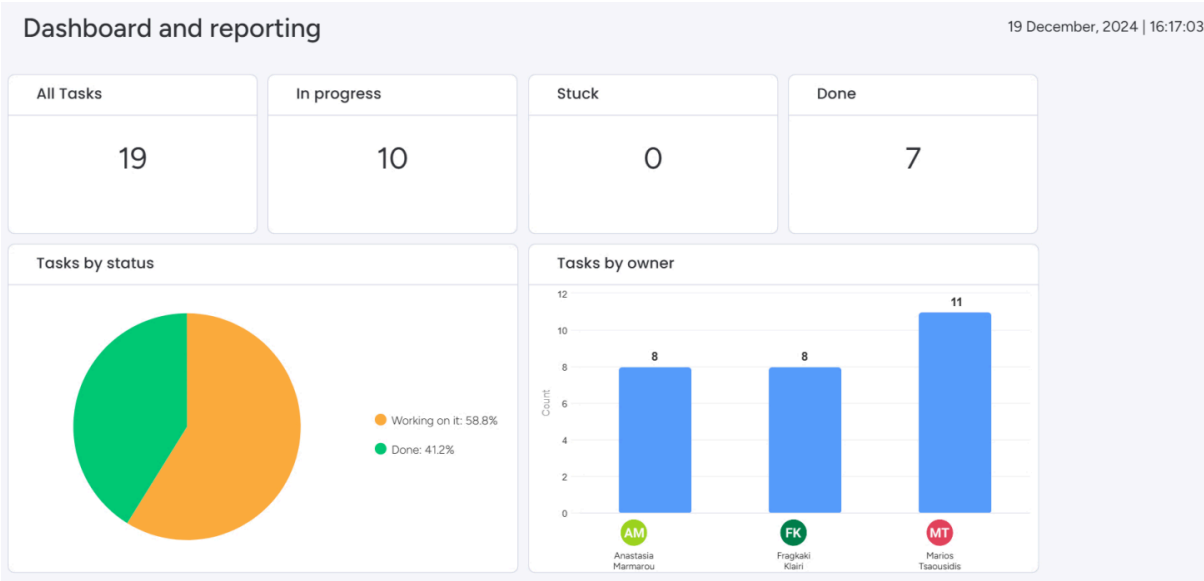 Dashboard and reporting
19 December, 2024 | 16:17:03
All Tasks
In progress
Stuck
Done
19
10
0
7
Tasks by status
Working on it: 58.8%
Done: 41.2%
Tasks by owner
12
10
8
6
4
2
0
Count
8
8
11
AM
FK
MT
Anastasia
Marmarou
Fragkaki
Klairi
Marios
Tsaousidis